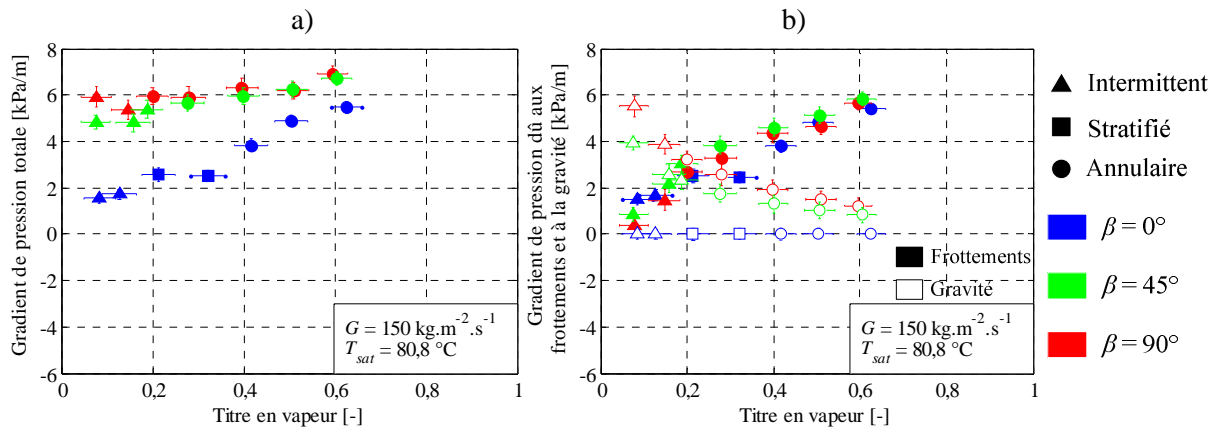 a)
Gradient de pression totale [kPa/m]
8
6
4
2
0
-2
-4
-6
0
0,2
0,4
0,6
0,8
1
Titre en vapeur [-]
G = 150 kg.m⁻².s⁻¹
T_sat = 80,8 °C
b)
Gradient de pression dû aux
frottements et à la gravité [kPa/m]
8
6
4
2
0
-2
-4
-6
0
0,2
0,4
0,6
0,8
1
Titre en vapeur [-]
Frottements
Gravité
G = 150 kg.m⁻².s⁻¹
T_sat = 80,8 °C
Intermittent
Stratifié
Annulaire
β = 0°
β = 45°
β = 90°